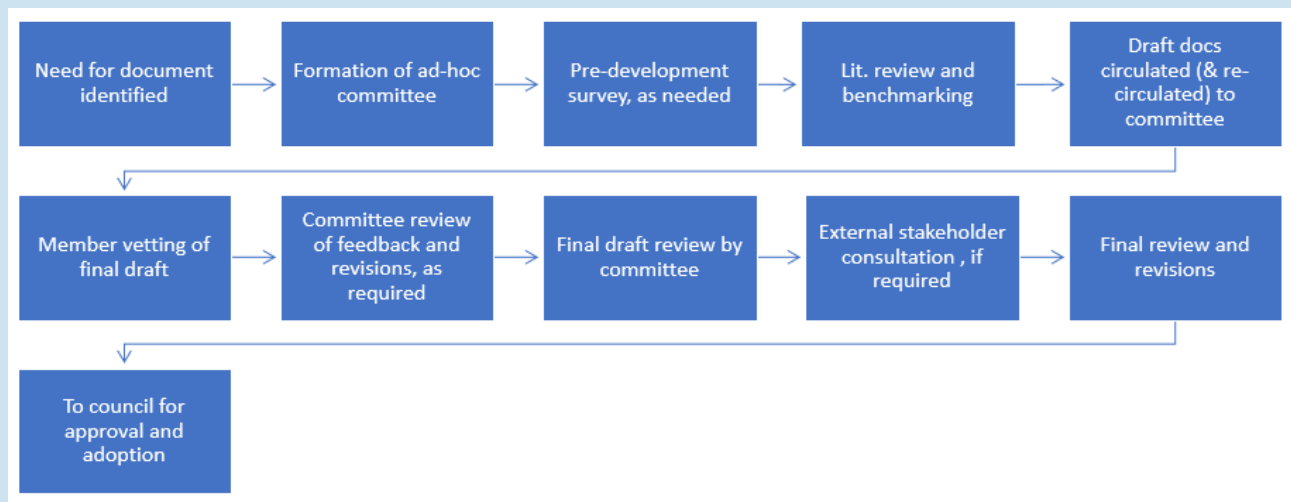 Need for document
identified
Formation of ad-hoc
committee
Pre-development
survey, as needed
Lit. review and
benchmarking
Draft docs
circulated (& re-
circulated) to
committee
Member vetting of
final draft
Committee review
of feedback and
revisions, as
required
Final draft review by
committee
External stakeholder
consultation , if
required
Final review and
revisions
To council for
approval and
adoption